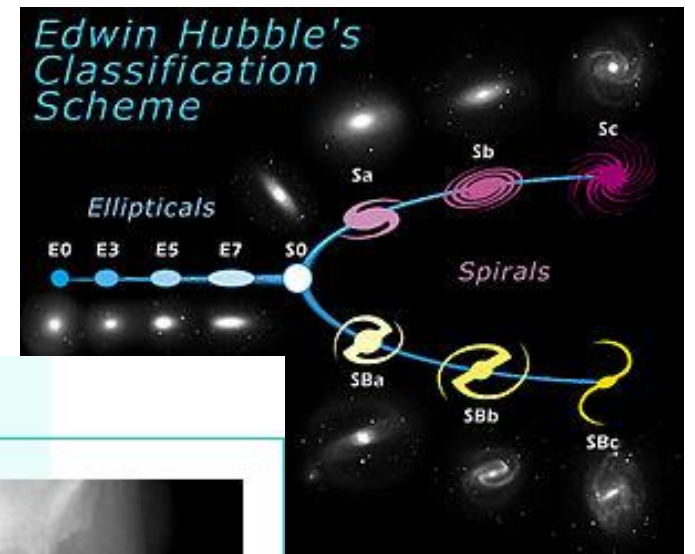 Edwin Hubble's
Classification
Scheme
Sc
Sb
Sa
Ellipticals
E0 E3 E5 E7 S0
Spirals
SBa
SBb
SBc